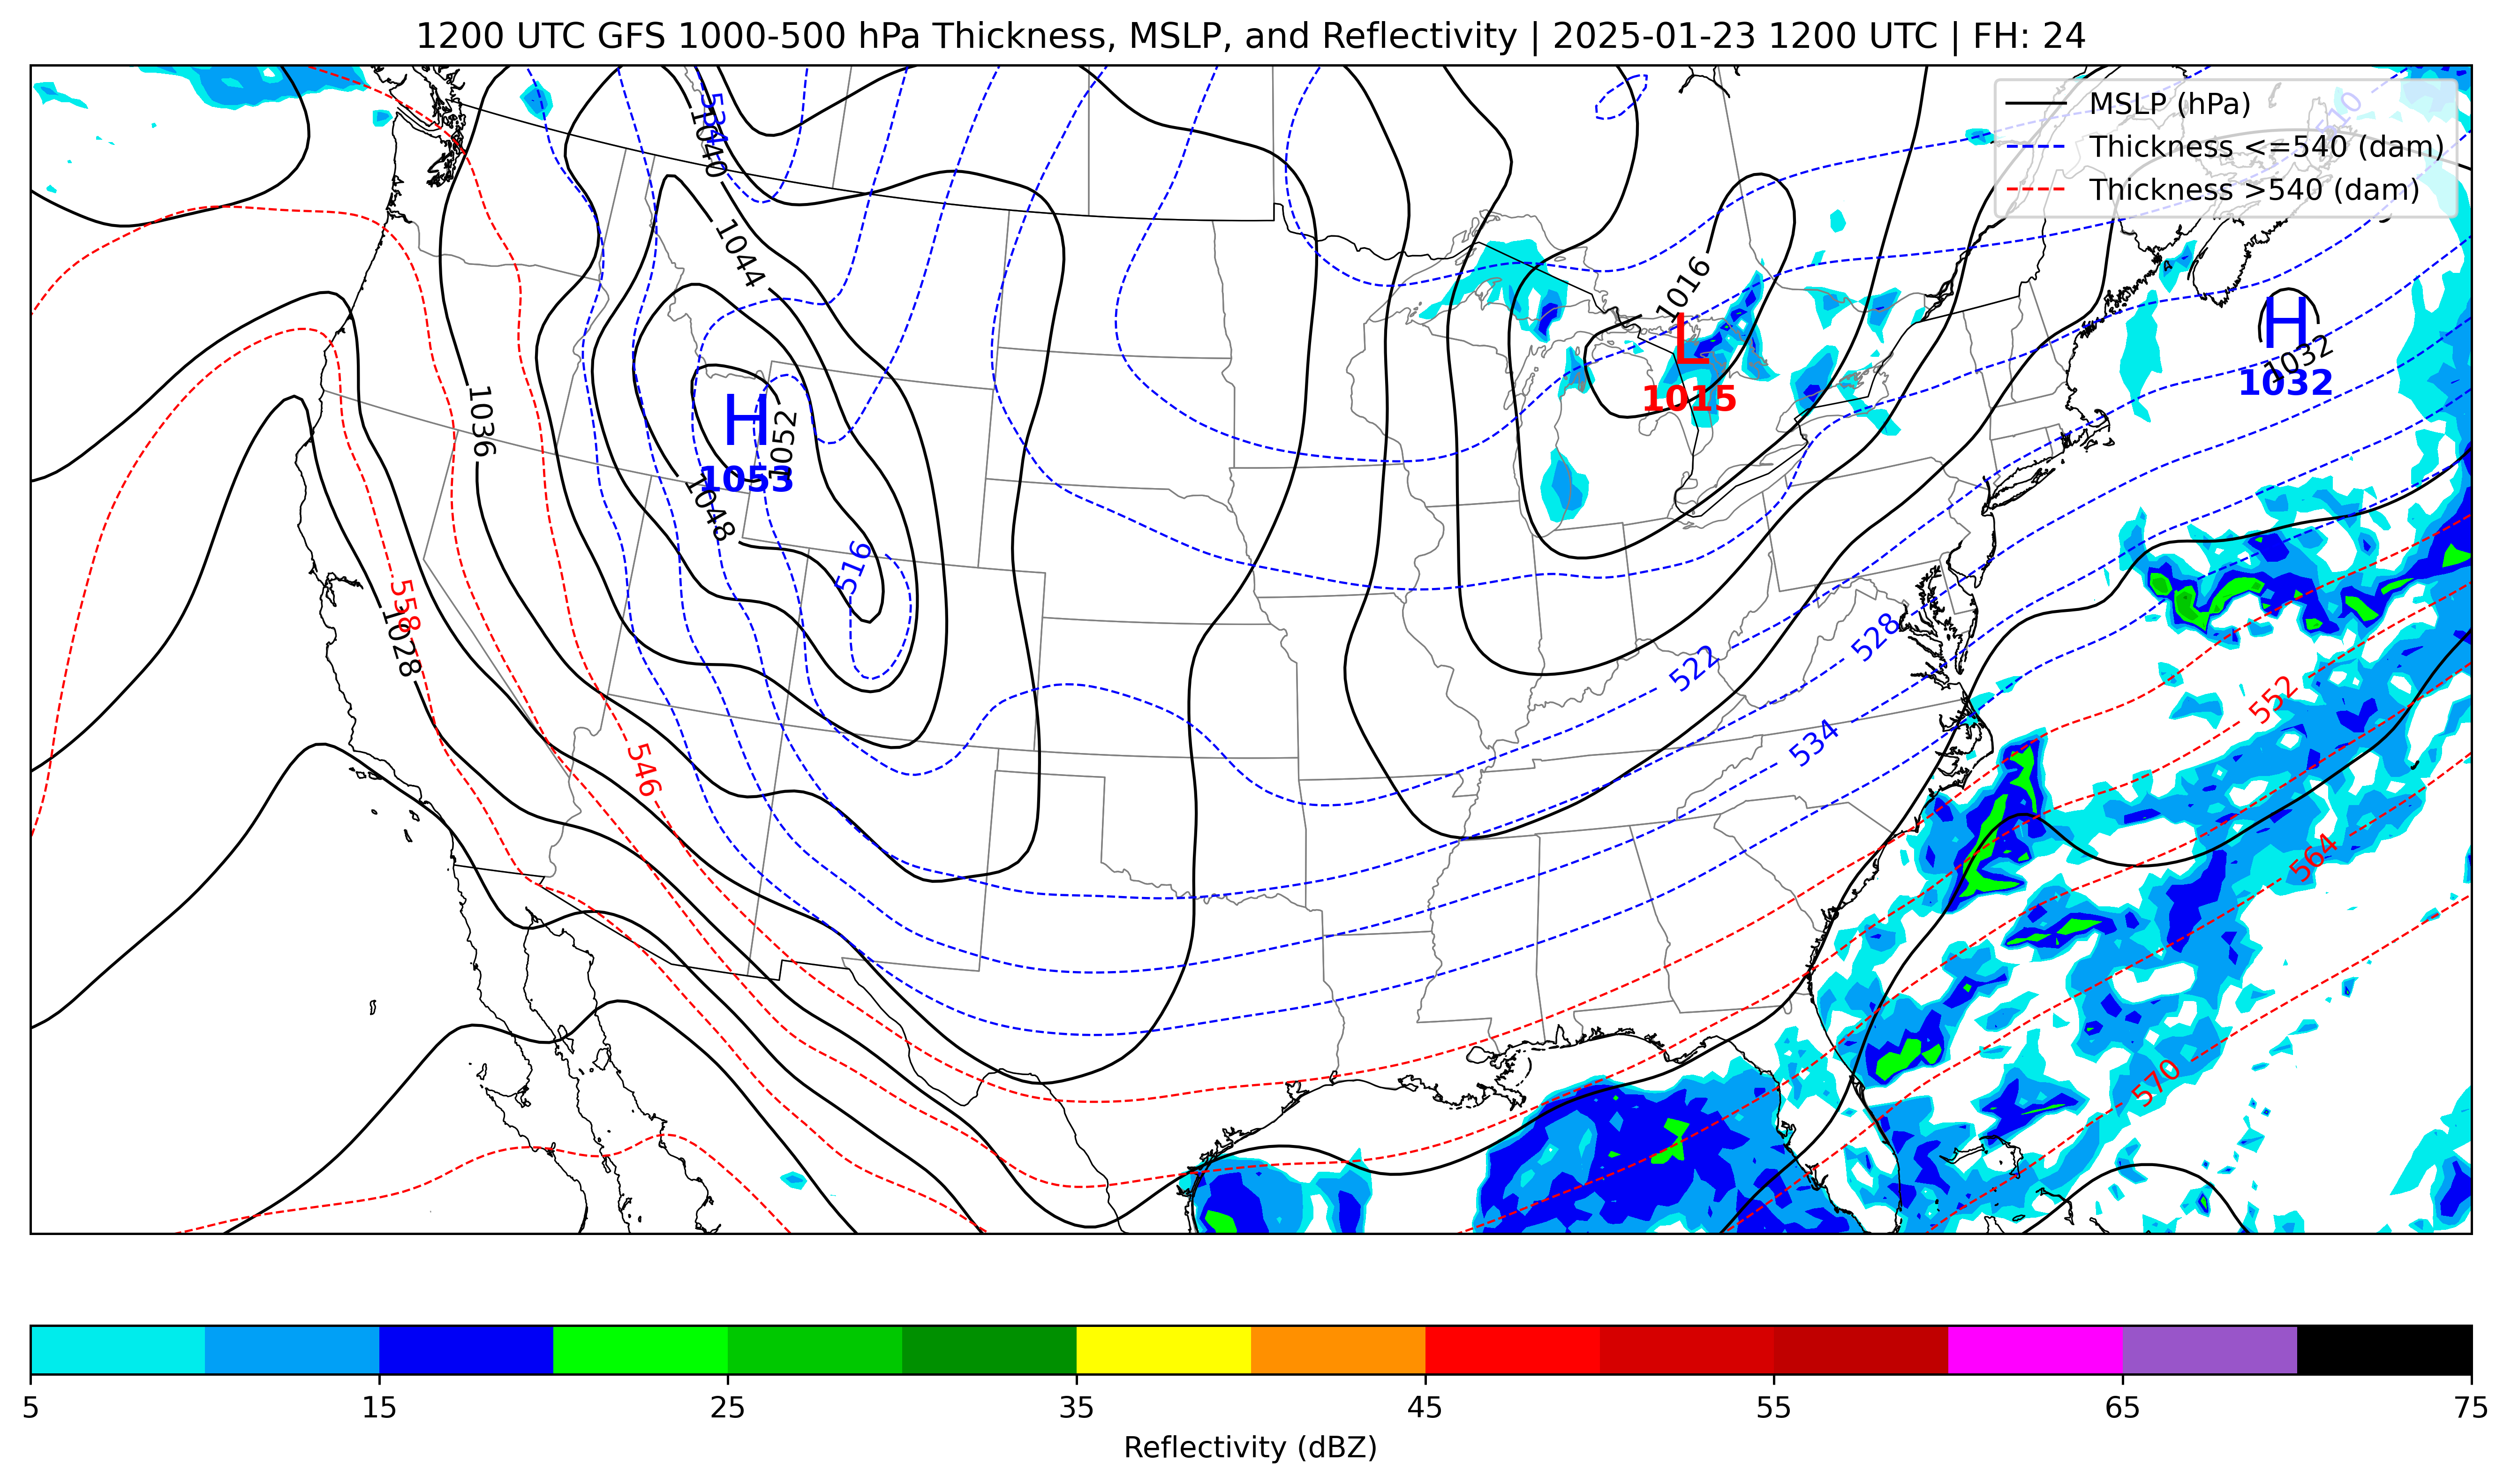 1200 UTC GFS 1000-500 hPa Thickness, MSLP, and Reflectivity | 2025-01-23 1200 UTC | FH: 24
MSLP (hPa)
Thickness <=540 (dam)
Thickness >540 (dam)
510
534
1040
1044
1016
L
1015
H
1032
1032
1036
H
1052
1053
1048
516
558
1028
546
522
528
534
552
564
570
5 15 25 35 45 55 65 75
Reflectivity (dBZ)